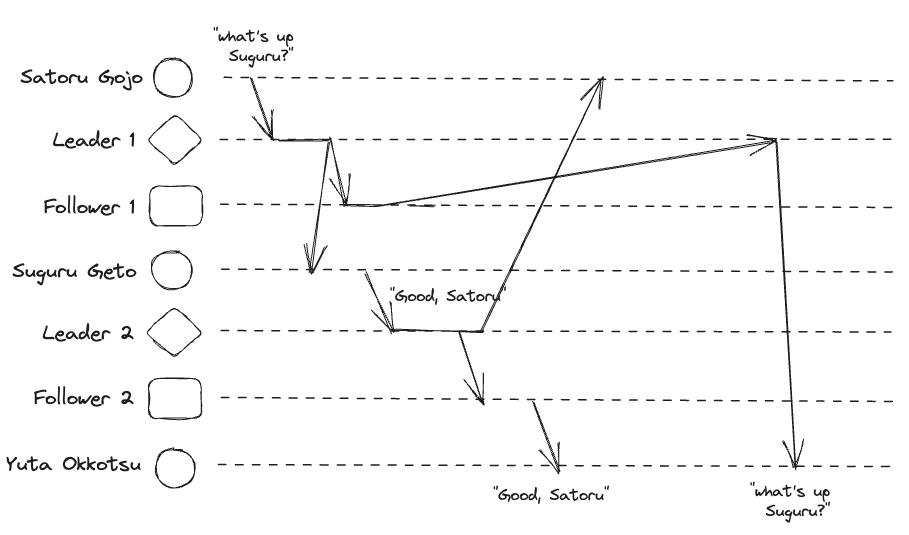 "what's up
Suguru?"
Satoru Gojo
Leader 1
Follower 1
Suguru Geto
"Good, Satoru"
Leader 2
Follower 2
Yuta Okkotsu
"Good, Satoru"
"what's up
Suguru?"